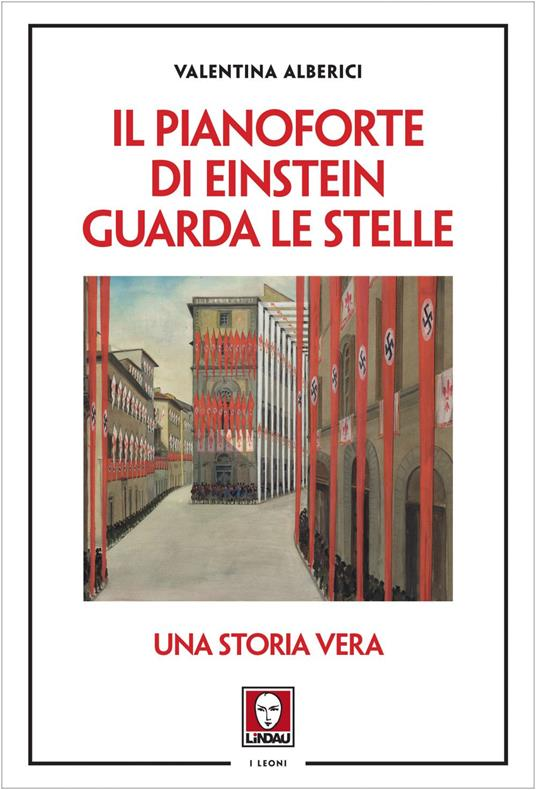 VALENTINA ALBERICI
IL PIANOFORTE
DI EINSTEIN
GUARDA LE STELLE
UNA STORIA VERA
LiNDAU
I LEONI